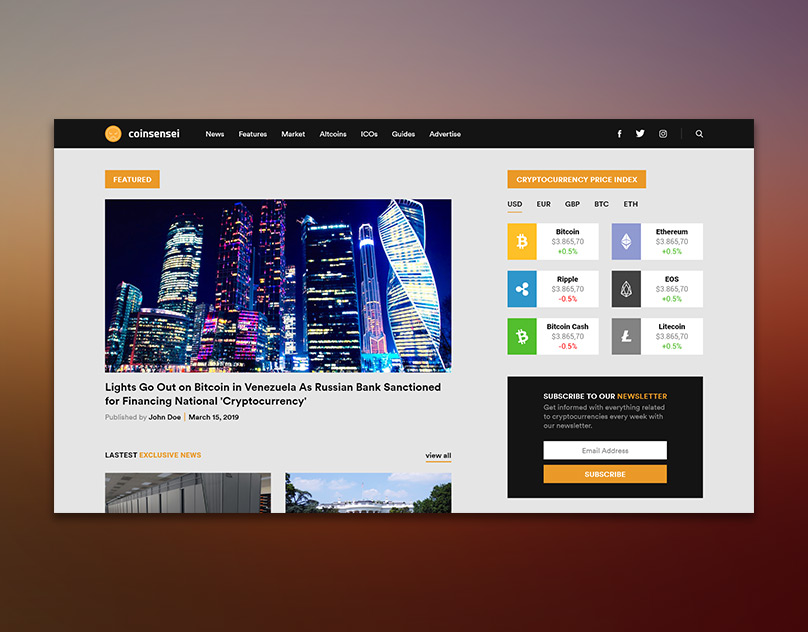 coinsensei
News Features Market Altcoins ICOs Guides Advertise
FEATURED
Lights Go Out on Bitcoin in Venezuela As Russian Bank Sanctioned
for Financing National 'Cryptocurrency'
Published by John Doe | March 15, 2019
LASTEST EXCLUSIVE NEWS
view all
CRYPTOCURRENCY PRICE INDEX
USD EUR GBP BTC ETH
Bitcoin
$3.865,70
+0.5%
Ethereum
$3.865,70
+0.5%
Ripple
$3.865,70
-0.5%
EOS
$3.865,70
+0.5%
Bitcoin Cash
$3.865,70
-0.5%
Litecoin
$3.865,70
+0.5%
SUBSCRIBE TO OUR NEWSLETTER
Get informed with everything related
to cryptocurrencies every week with
our newsletter.
Email Address
SUBSCRIBE